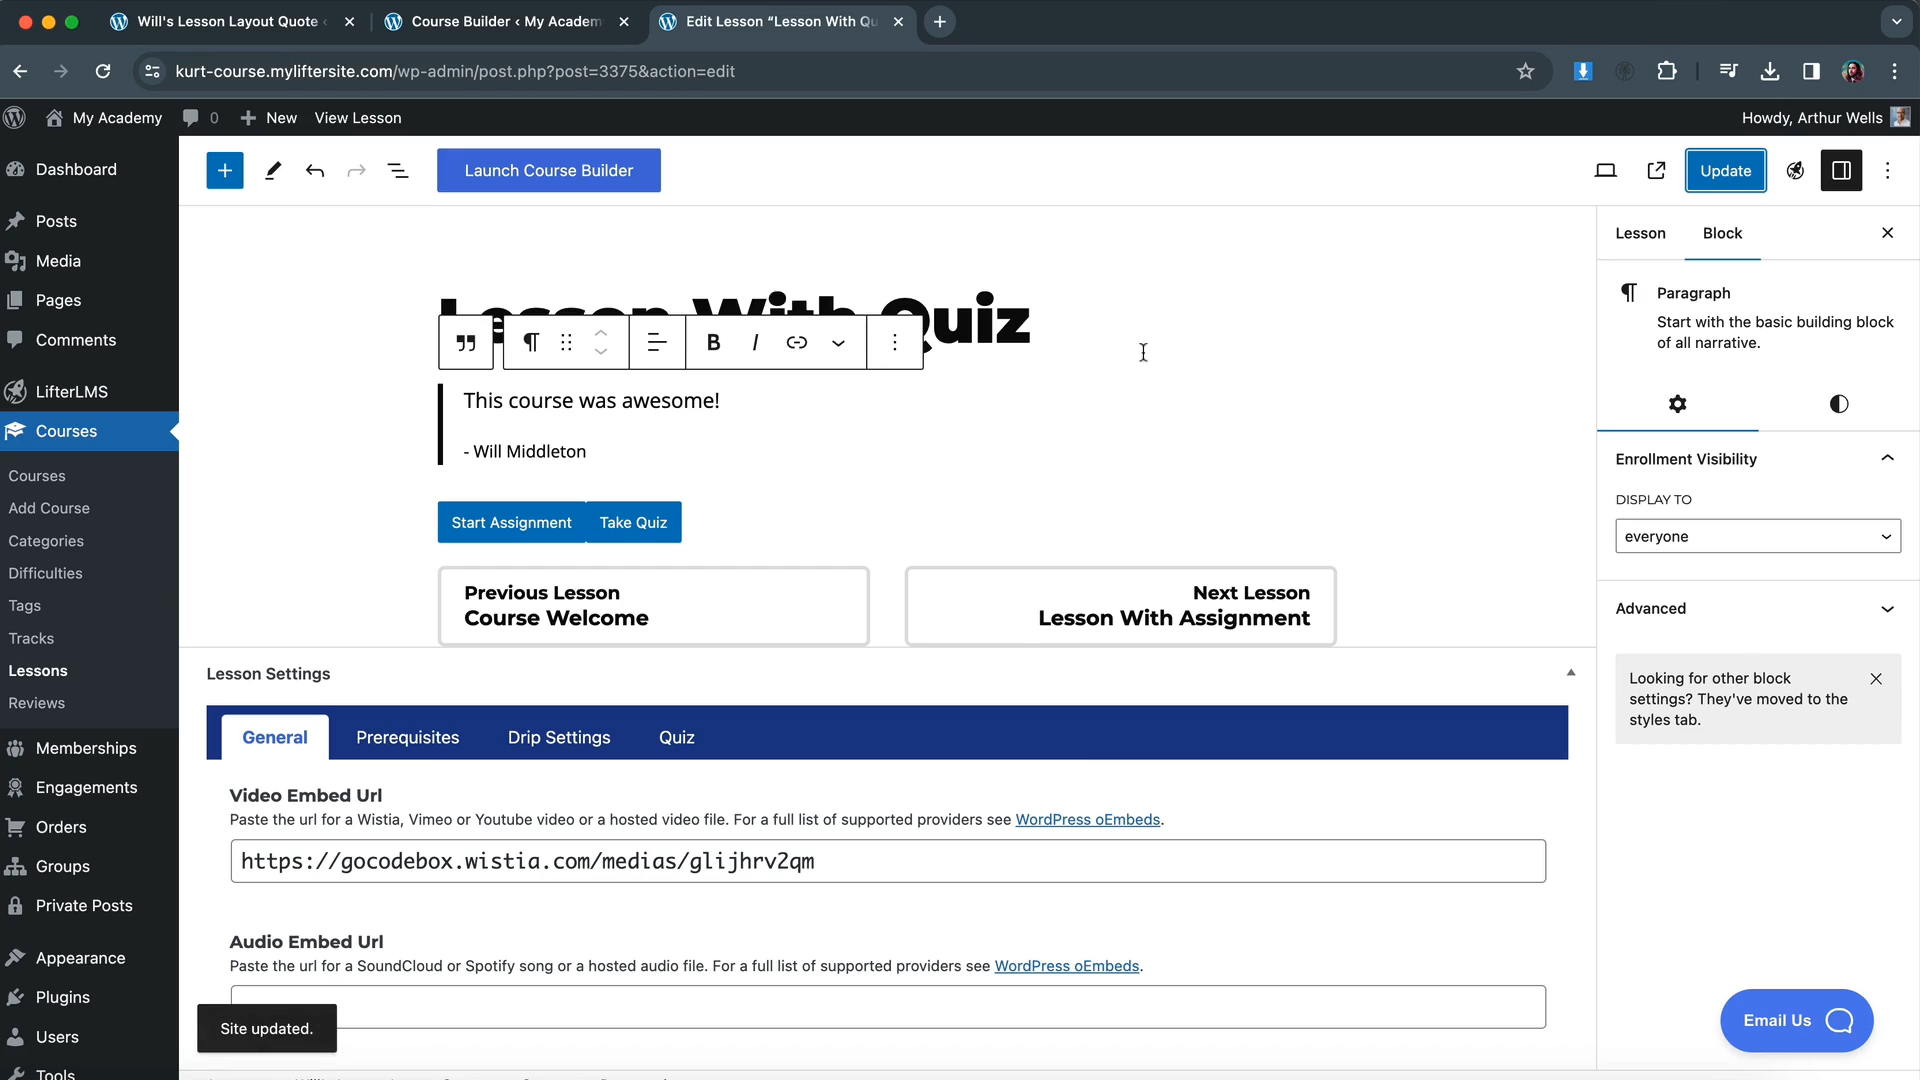 Will's Lesson Layout Quote
Course Builder ‹ My Academ
Edit Lesson “Lesson With Qu
kurt-course.myliftersite.com/wp-admin/post.php?post=3375&action=edit
My Academy
0
New
View Lesson
Howdy, Arthur Wells
Dashboard
Posts
Media
Pages
Comments
LifterLMS
Courses
Courses
Add Course
Categories
Difficulties
Tags
Tracks
Lessons
Reviews
Memberships
Engagements
Orders
Groups
Private Posts
Appearance
Plugins
Users
Tools
Launch Course Builder
Update
Lesson With Quiz
B I
This course was awesome!
- Will Middleton
Start Assignment
Take Quiz
Previous Lesson
Course Welcome
Next Lesson
Lesson With Assignment
Lesson Settings
General
Prerequisites
Drip Settings
Quiz
Video Embed Url
Paste the url for a Wistia, Vimeo or Youtube video or a hosted video file. For a full list of supported providers see WordPress oEmbeds.
https://gocodebox.wistia.com/medias/glijhrv2qm
Audio Embed Url
Paste the url for a SoundCloud or Spotify song or a hosted audio file. For a full list of supported providers see WordPress oEmbeds.
Site updated.
Lesson
Block
Paragraph
Start with the basic building block
of all narrative.
Enrollment Visibility
DISPLAY TO
everyone
Advanced
Looking for other block
settings? They've moved to the
styles tab.
Email Us